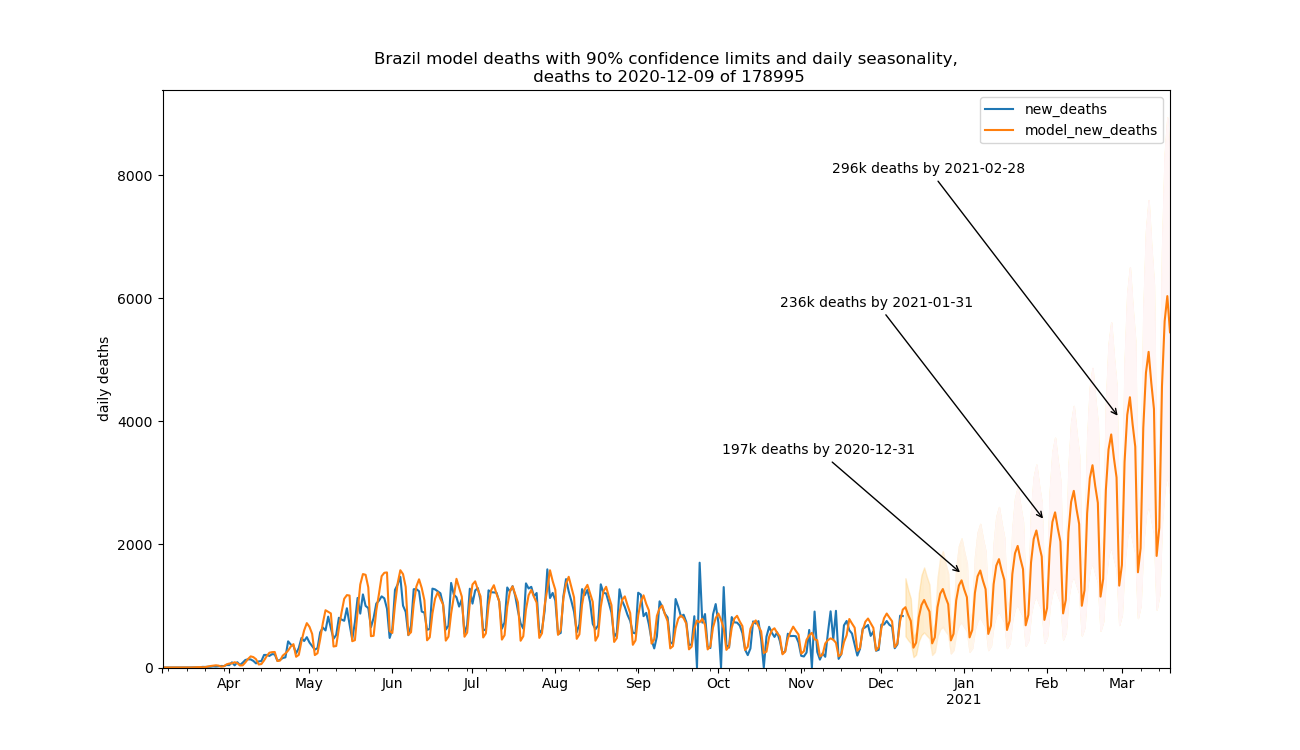 Brazil model deaths with 90% confidence limits and daily seasonality,
deaths to 2020-12-09 of 178995
new_deaths
model_new_deaths
296k deaths by 2021-02-28
236k deaths by 2021-01-31
197k deaths by 2020-12-31
daily deaths
8000
6000
4000
2000
0
Apr May Jun Jul Aug Sep Oct Nov Dec Jan Feb Mar
2021